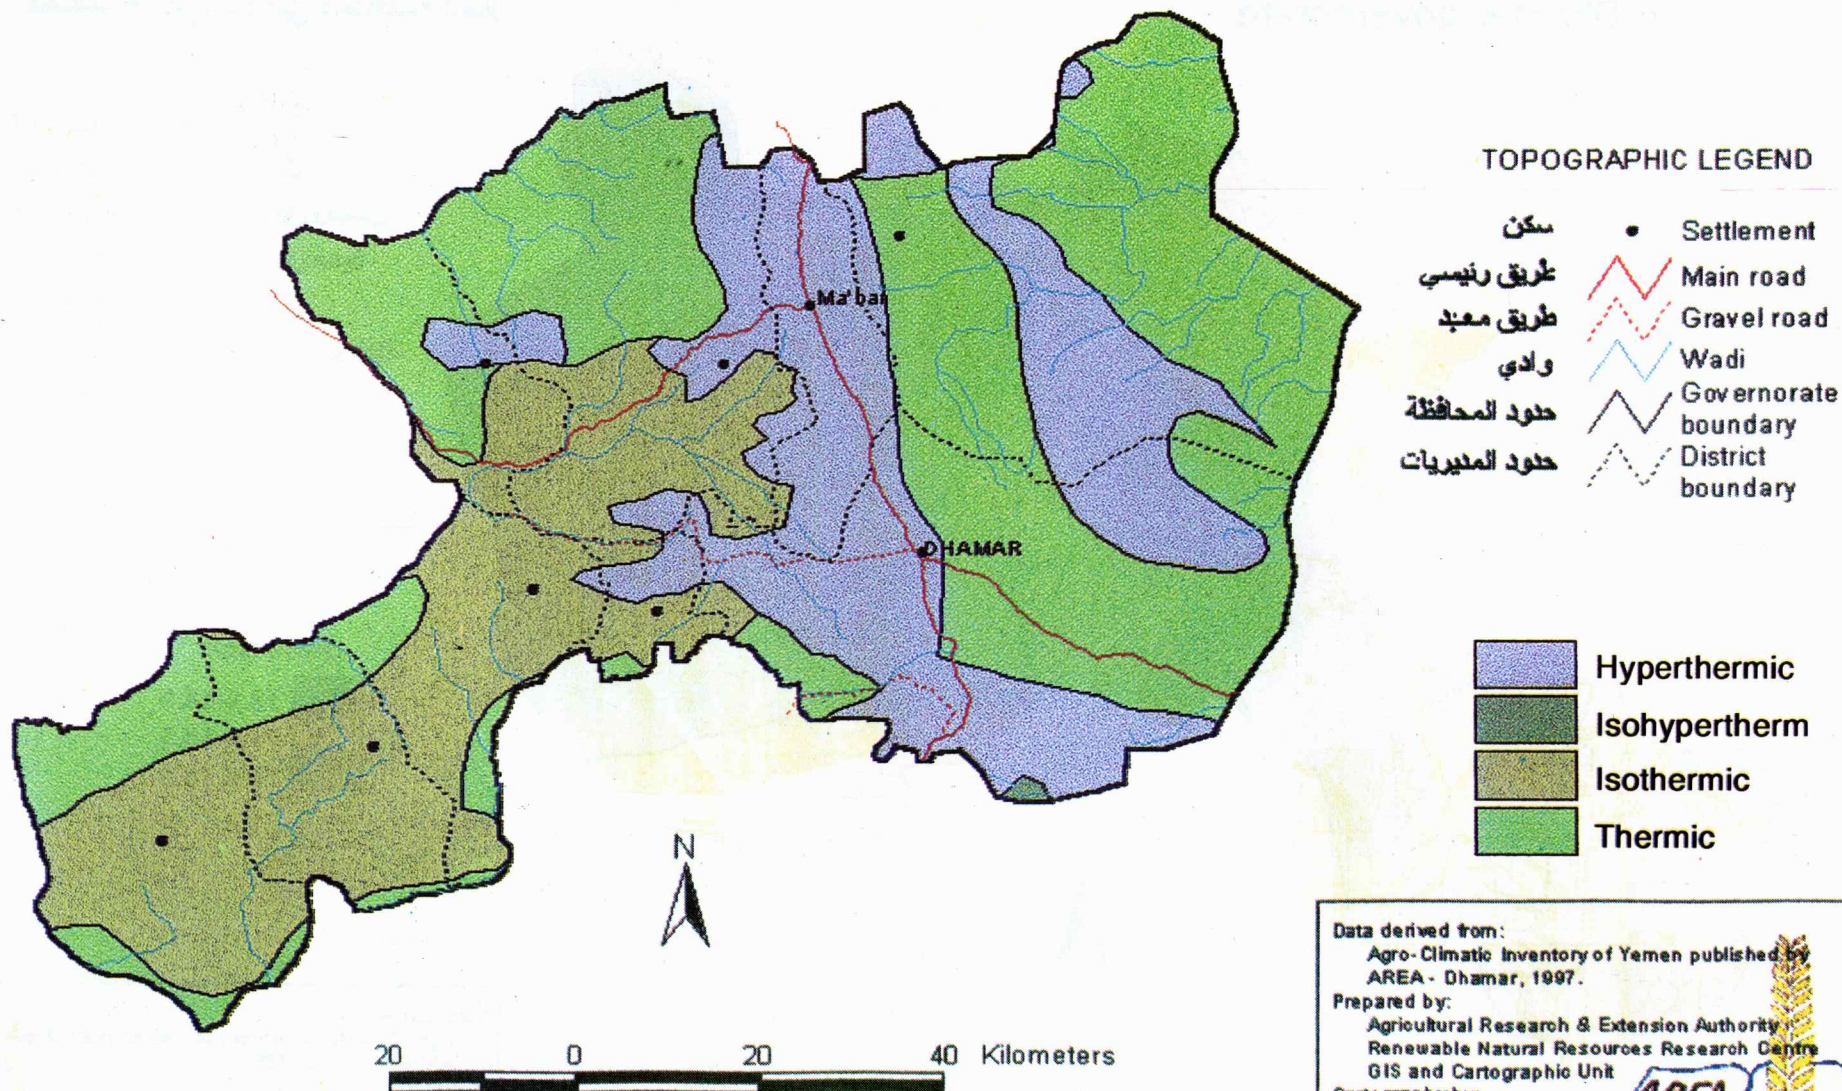 TOPOGRAPHIC LEGEND
سكن
Settlement
طريق رئيسي
Main road
طريق معبد
Gravel road
وادي
Wadi
حدود المحافظة
Governorate
boundary
حدود المديريات
District
boundary
Ma'bar
DHAMAR
Hyperthermic
Isohypertherm
Isothermic
Thermic
N
20 0 20 40 Kilometers
Data derived from:
Agro-Climatic Inventory of Yemen published by
AREA - Dhamar, 1997.
Prepared by:
Agricultural Research & Extension Authority
Renewable Natural Resources Research Centre
GIS and Cartographic Unit